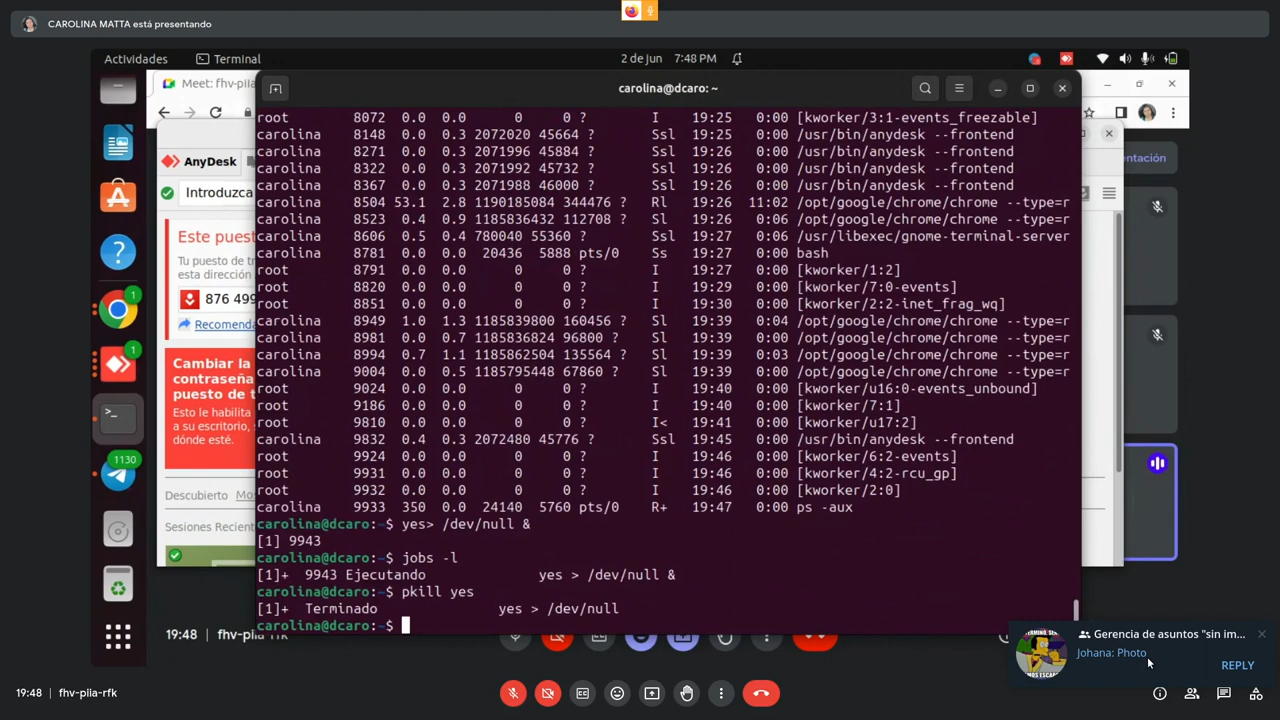 CAROLINA MATTA está presentando
Actividades
Terminal
2 de jun 7:48 PM
Meet: fhv-piia
carolina@dcaro: ~
AnyDesk
Introduzca
entación
Este puest
Tu puesto de t
esta dirección
876 499
Recomenda
Cambiar la
contraseña
puesto de t
Esto le habilita
a su escritorio, s
dónde esté.
Descubierto Mos
Sesiones Recien
1
1
1130
root 8072 0.0 0.0 0 0 ? I 19:25 0:00 [kworker/3:1-events_freezable]
carolina 8148 0.0 0.3 2072020 45664 ? Ssl 19:26 0:00 /usr/bin/anydesk --frontend
carolina 8271 0.0 0.3 2071996 45884 ? Ssl 19:26 0:00 /usr/bin/anydesk --frontend
carolina 8322 0.0 0.3 2071992 45732 ? Ssl 19:26 0:00 /usr/bin/anydesk --frontend
carolina 8367 0.0 0.3 2071988 46000 ? Ssl 19:26 0:00 /usr/bin/anydesk --frontend
carolina 8504 53.1 2.8 1190185084 344476 ? Rl 19:26 11:02 /opt/google/chrome/chrome --type=r
carolina 8523 0.4 0.9 1185836432 112708 ? Sl 19:26 0:06 /opt/google/chrome/chrome --type=r
carolina 8606 0.5 0.4 780040 55360 ? Ssl 19:27 0:06 /usr/libexec/gnome-terminal-server
carolina 8781 0.0 0.0 20436 5888 pts/0 Ss 19:27 0:00 bash
root 8791 0.0 0.0 0 0 ? I 19:27 0:00 [kworker/1:2]
root 8820 0.0 0.0 0 0 ? I 19:29 0:00 [kworker/7:0-events]
root 8851 0.0 0.0 0 0 ? I 19:30 0:00 [kworker/2:2-inet_frag_wq]
carolina 8949 1.0 1.3 1185839800 160456 ? Sl 19:39 0:04 /opt/google/chrome/chrome --type=r
carolina 8981 0.0 0.7 1185836824 96800 ? Sl 19:39 0:00 /opt/google/chrome/chrome --type=r
carolina 8994 0.7 1.1 1185862504 135564 ? Sl 19:39 0:03 /opt/google/chrome/chrome --type=r
carolina 9004 0.0 0.5 1185795448 67860 ? Sl 19:39 0:00 /opt/google/chrome/chrome --type=r
root 9024 0.0 0.0 0 0 ? I 19:40 0:00 [kworker/u16:0-events_unbound]
root 9186 0.0 0.0 0 0 ? I 19:40 0:00 [kworker/7:1]
root 9810 0.0 0.0 0 0 ? I< 19:41 0:00 [kworker/u17:2]
carolina 9832 0.4 0.3 2072480 45776 ? Ssl 19:45 0:00 /usr/bin/anydesk --frontend
root 9924 0.0 0.0 0 0 ? I 19:46 0:00 [kworker/6:2-events]
root 9931 0.0 0.0 0 0 ? I 19:46 0:00 [kworker/4:2-rcu_gp]
root 9932 0.0 0.0 0 0 ? I 19:46 0:00 [kworker/2:0]
carolina 9933 350 0.0 24140 5760 pts/0 R+ 19:47 0:00 ps -aux
carolina@dcaro:~$ yes> /dev/null &
[1] 9943
carolina@dcaro:~$ jobs -l
[1]+ 9943 Ejecutando yes > /dev/null &
carolina@dcaro:~$ pkill yes
[1]+ Terminado yes > /dev/null
carolina@dcaro:~$
19:48 fhv-piia-rfk
Gerencia de asuntos "sin im...
Johana: Photo
REPLY
19:48 fhv-piia-rfk